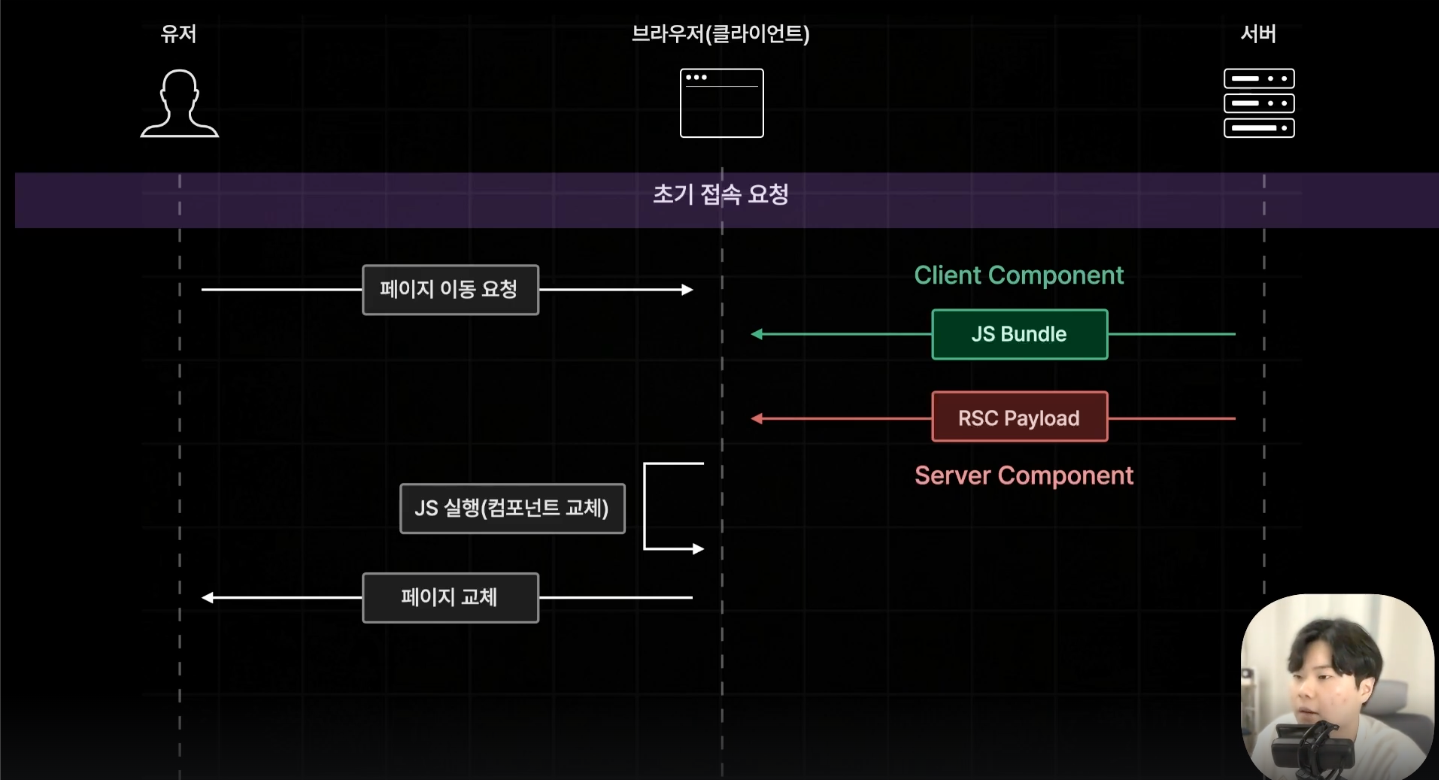 유저
브라우저(클라이언트)
서버
초기 접속 요청
페이지 이동 요청
Client Component
JS Bundle
RSC Payload
Server Component
JS 실행(컴포넌트 교체)
페이지 교체